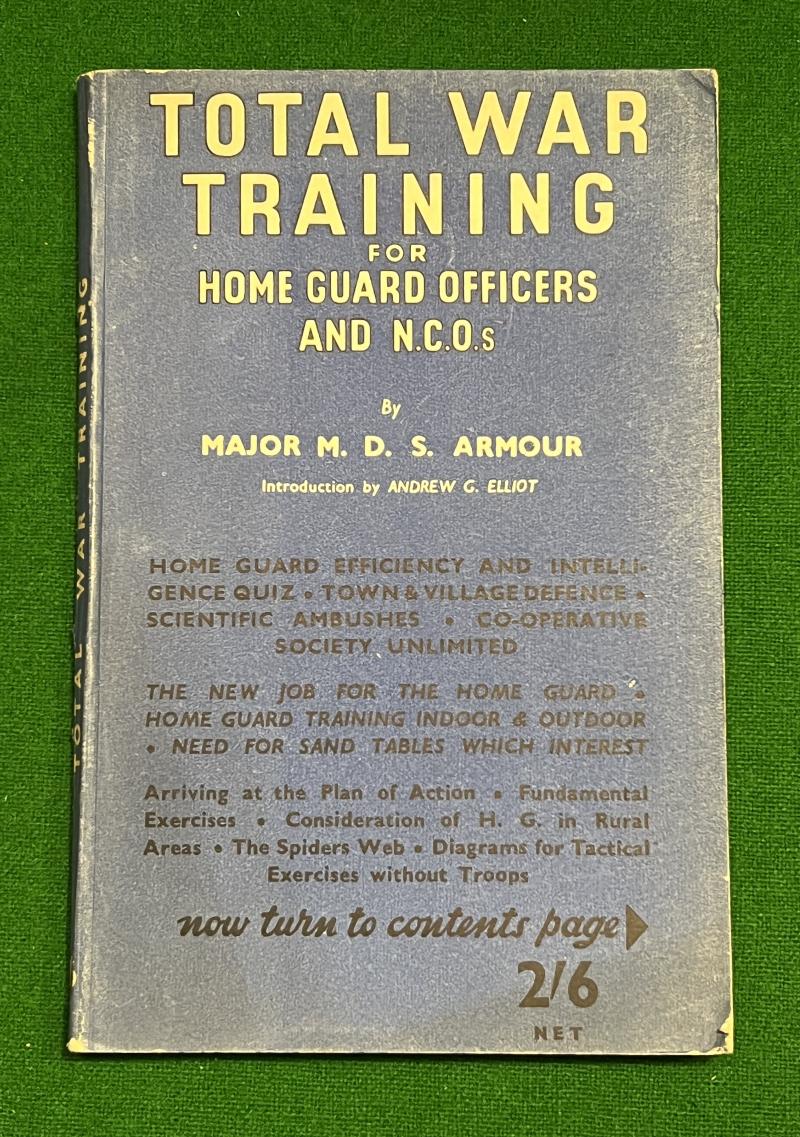 TOTAL WAR
TRAINING
FOR
HOME GUARD OFFICERS
AND N.C.O.s
By
MAJOR M. D. S. ARMOUR
Introduction by ANDREW G. ELLIOT
HOME GUARD EFFICIENCY AND INTELLI-
GENCE QUIZ • TOWN & VILLAGE DEFENCE •
SCIENTIFIC AMBUSHES • CO-OPERATIVE
SOCIETY UNLIMITED
THE NEW JOB FOR THE HOME GUARD •
HOME GUARD TRAINING INDOOR & OUTDOOR
• NEED FOR SAND TABLES WHICH INTEREST
Arriving at the Plan of Action • Fundamental
Exercises • Consideration of H. G. in Rural
Areas • The Spiders Web • Diagrams for Tactical
Exercises without Troops
now turn to contents page
2/6
NET
TOTAL WAR TRAINING